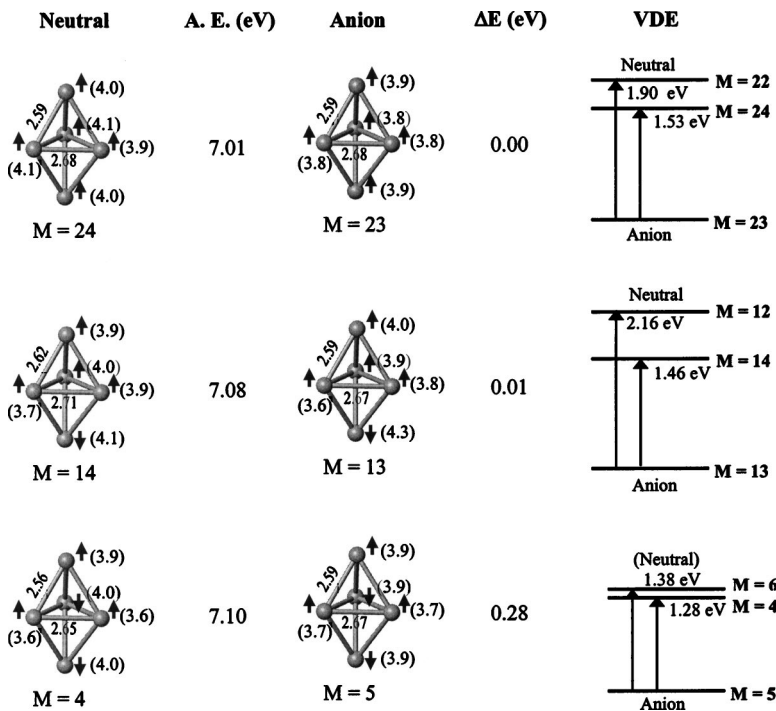 Neutral A. E. (eV) Anion ΔE (eV) VDE
(4.0)
2.59
(4.1)
(4.1)
2.68
(3.9)
(4.0)
M = 24
7.01
(3.9)
2.59
(3.8)
(3.8)
2.68
(3.8)
(3.9)
M = 23
0.00
Neutral
M = 22
1.90 eV
M = 24
1.53 eV
M = 23
Anion
(3.9)
2.62
(4.0)
(3.7)
2.71
(3.9)
(4.1)
M = 14
7.08
(4.0)
2.59
(3.9)
(3.6)
2.67
(3.8)
(4.3)
M = 13
0.01
Neutral
M = 12
2.16 eV
M = 14
1.46 eV
M = 13
Anion
(3.9)
2.56
(4.0)
(3.6)
2.65
(3.6)
(4.0)
M = 4
7.10
(3.9)
2.59
(3.9)
(3.7)
2.67
(3.7)
(3.9)
M = 5
0.28
(Neutral)
1.38 eV
M = 6
M = 4
1.28 eV
M = 5
Anion